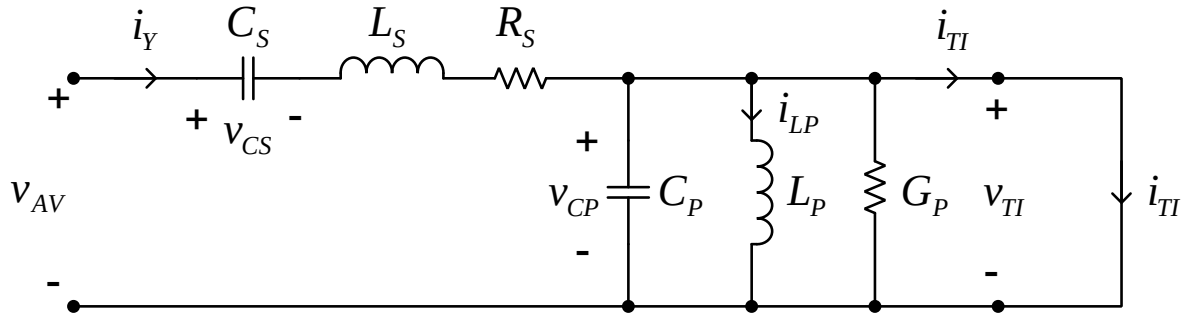 i_Y C_S L_S R_S i_TI
+ + - +
v_CS i_LP
+
v_AV v_CP C_P L_P G_P v_TI i_TI
- - -